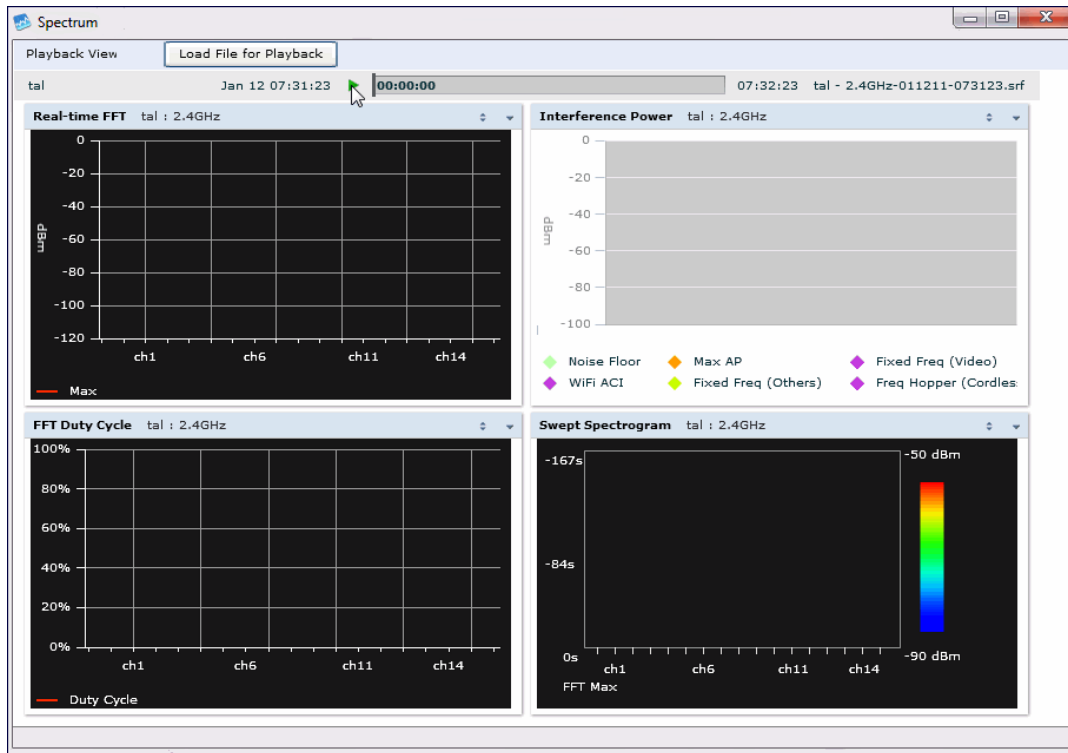 Spectrum
Playback View Load File for Playback
tal Jan 12 07:31:23 00:00:00 07:32:23 tal - 2.4GHz-011211-073123.srf
Real-time FFT tal : 2.4GHz
0
-20
-40
-60
-80
-100
-120
dBm
ch1 ch6 ch11 ch14
Max
Interference Power tal : 2.4GHz
0
-20
-40
-60
-80
-100
dBm
Noise Floor Max AP Fixed Freq (Video)
WiFi ACI Fixed Freq (Others) Freq Hopper (Cordles
FFT Duty Cycle tal : 2.4GHz
100%
80%
60%
40%
20%
0%
ch1 ch6 ch11 ch14
Duty Cycle
Swept Spectrogram tal : 2.4GHz
-167s -50 dBm
-84s
0s -90 dBm
ch1 ch6 ch11 ch14
FFT Max